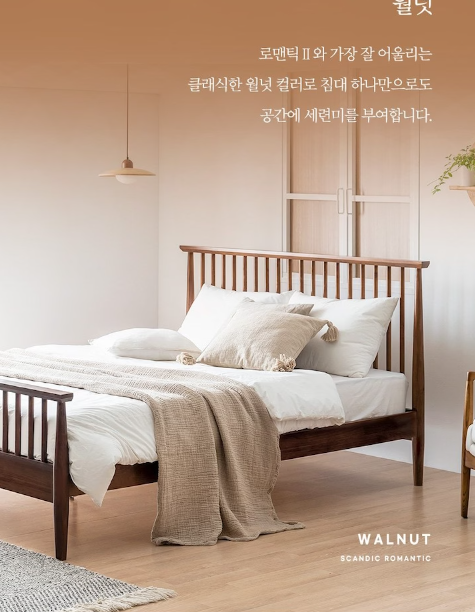 월넛
로맨틱 Ⅱ와 가장 잘 어울리는
클래식한 월넛 컬러로 침대 하나만으로도
공간에 세련미를 부여합니다.
WALNUT
SCANDIC ROMANTIC